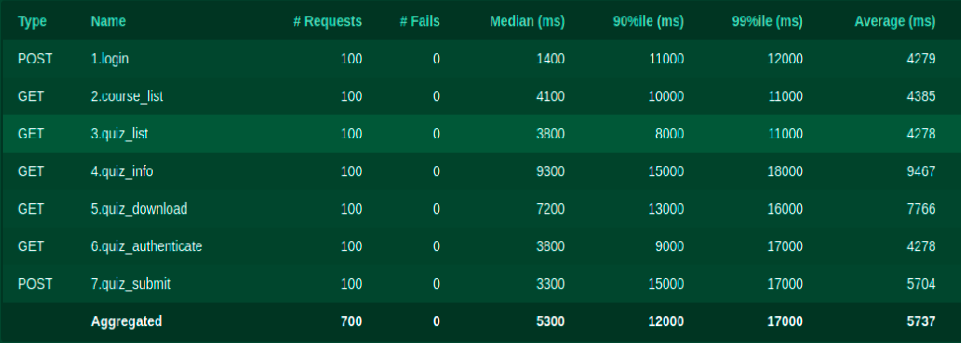 Type Name # Requests # Fails Median (ms) 90%ile (ms) 99%ile (ms) Average (ms)
POST 1.login 100 0 1400 11000 12000 4279
GET 2.course_list 100 0 4100 10000 11000 4385
GET 3.quiz_list 100 0 3800 8000 11000 4278
GET 4.quiz_info 100 0 9300 15000 18000 9467
GET 5.quiz_download 100 0 7200 13000 16000 7766
GET 6.quiz_authenticate 100 0 3800 9000 17000 4278
POST 7.quiz_submit 100 0 3300 15000 17000 5704
Aggregated 700 0 5300 12000 17000 5737